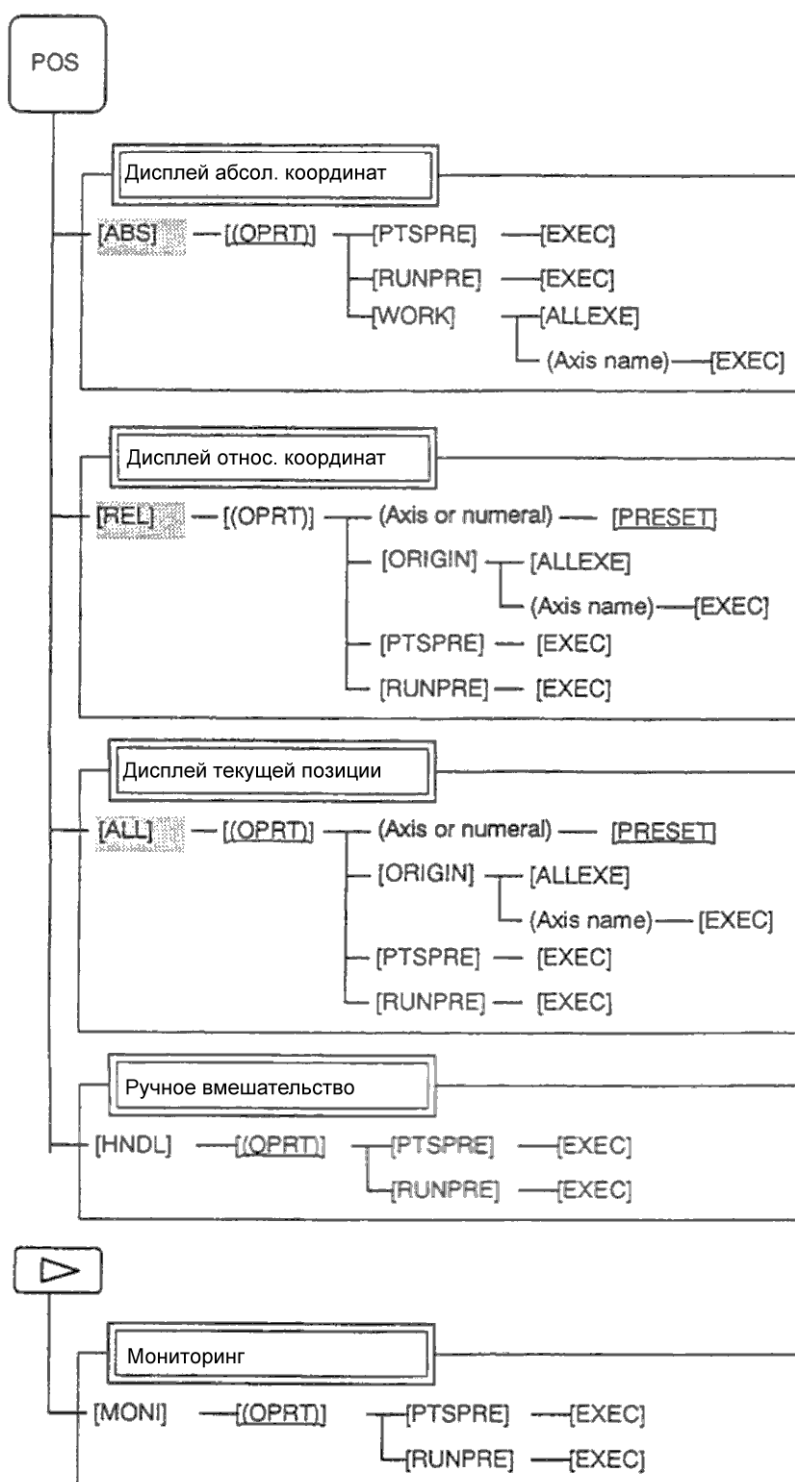 POS
Дисплей абсол. координат
[ABS] [(OPRT)] [PTSPRE] [EXEC]
[RUNPRE] [EXEC]
[WORK] [ALLEXE]
(Axis name) [EXEC]
Дисплей относ. координат
[REL] [(OPRT)] (Axis or numeral) [PRESET]
[ORIGIN] [ALLEXE]
(Axis name) [EXEC]
[PTSPRE] [EXEC]
[RUNPRE] [EXEC]
Дисплей текущей позиции
[ALL] [(OPRT)] (Axis or numeral) [PRESET]
[ORIGIN] [ALLEXE]
(Axis name) [EXEC]
[PTSPRE] [EXEC]
[RUNPRE] [EXEC]
Ручное вмешательство
[HNDL] [(OPRT)] [PTSPRE] [EXEC]
[RUNPRE] [EXEC]
Мониторинг
[MONI] [(OPRT)] [PTSPRE] [EXEC]
[RUNPRE] [EXEC]